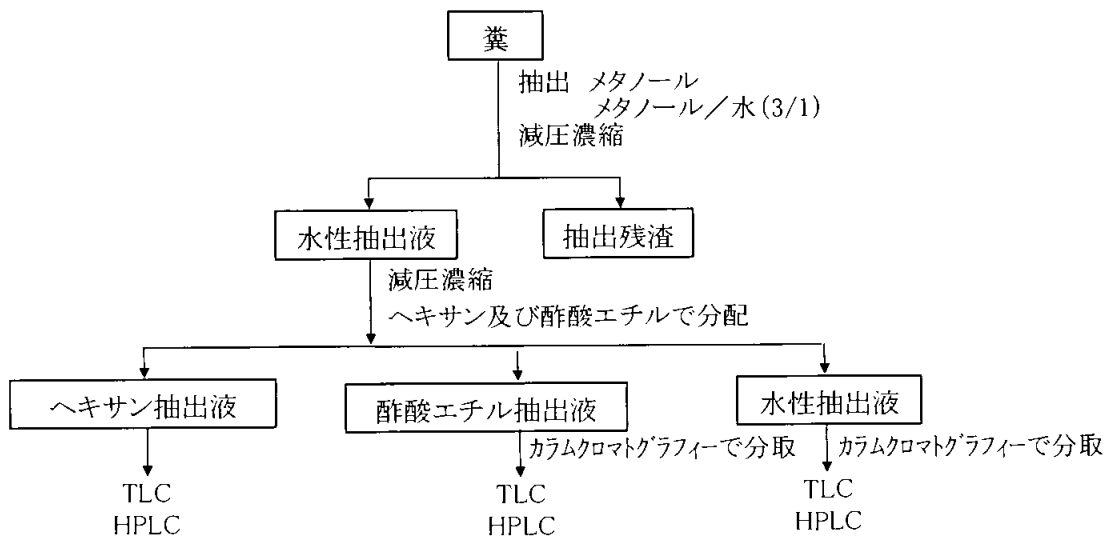 糞
抽出 メタノール
メタノール／水(3/1)
減圧濃縮
水性抽出液
抽出残渣
減圧濃縮
ヘキサン及び酢酸エチルで分配
ヘキサン抽出液
酢酸エチル抽出液
水性抽出液
カラムクロマトグラフィーで分取
カラムクロマトグラフィーで分取
TLC
HPLC
TLC
HPLC
TLC
HPLC